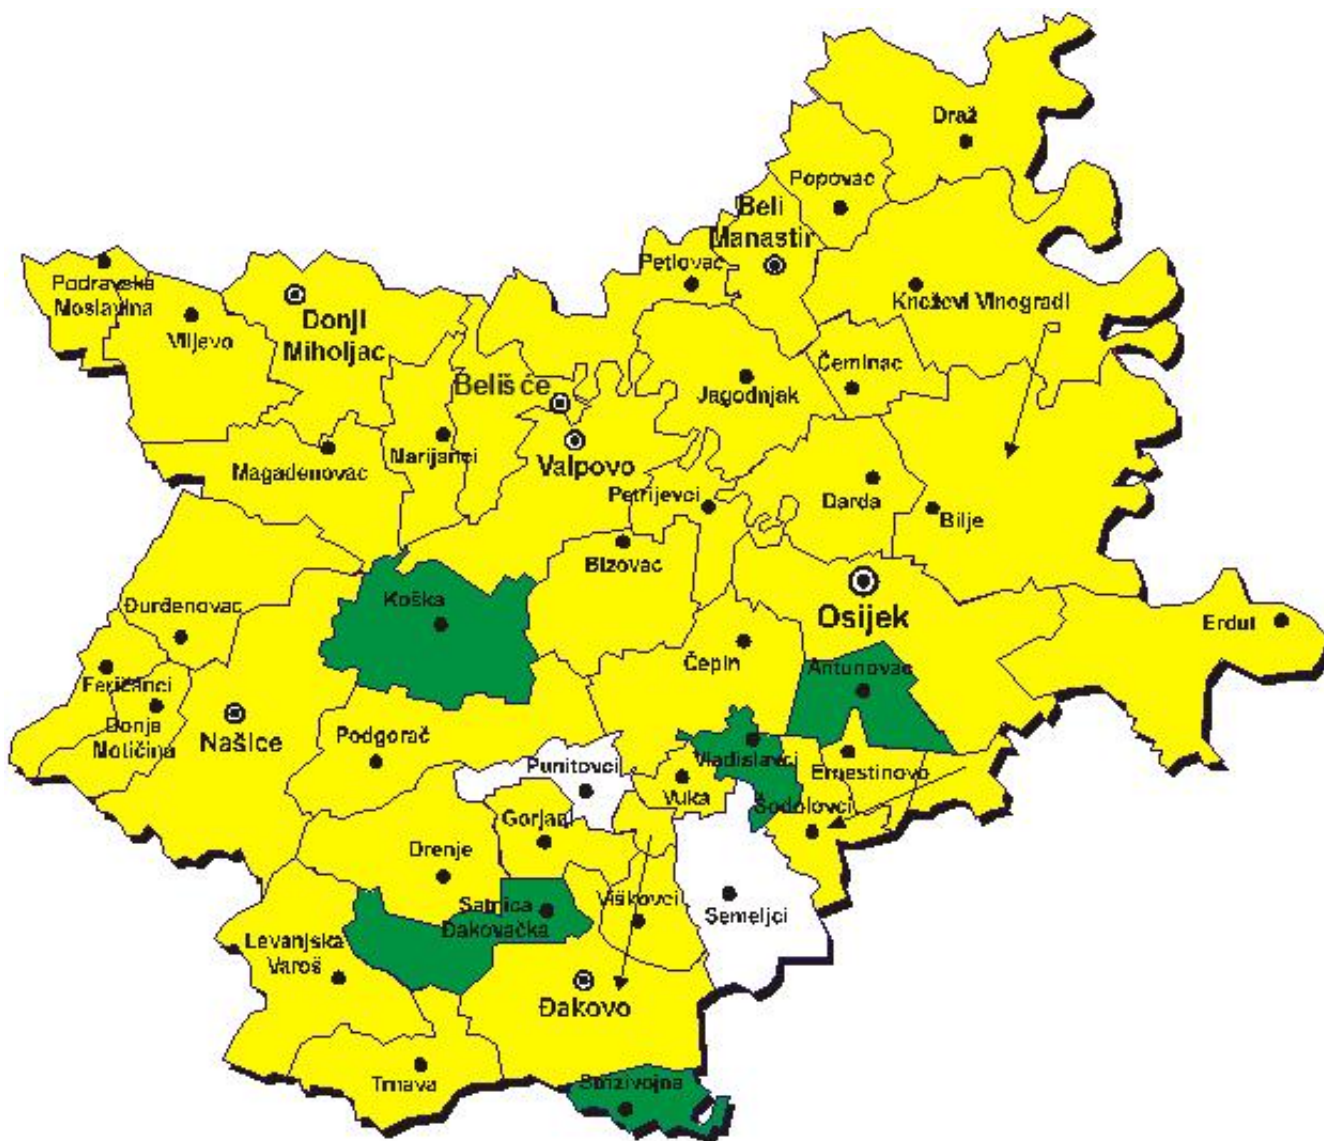 Draž
Popovac
Beli
Manastir
Petlovac
Podravska
Moslavina
Viljevo
Donji
Miholjac
Kneževi Vinogradi
Čeminac
Belišće
Jagodnjak
Marijanci
Magadenovac
Valpovo
Petrijevci
Darda
Bilje
Bizovac
Koška
Đurđenovac
Osijek
Erdut
Čepin
Antunovac
Feričanci
Donja
Motičina
Našice
Podgorač
Punitovci
Vladislavci
Ernestinovo
Vuka
Šodolovci
Gorjani
Drenje
Satnica
Đakovačka
Viškovci
Semeljci
Levanjska
Varoš
Đakovo
Trnava
Strizivojna